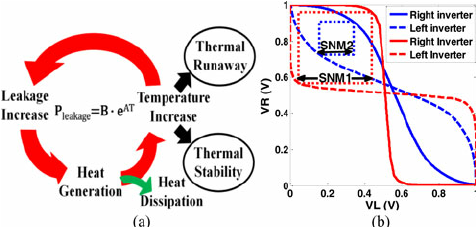 Thermal
Runaway
Leakage
Increase
Pleakage=B · eAT
Temperature
Increase
Thermal
Stability
Heat
Generation
Heat
Dissipation
(a)
Right inverter
Left inverter
Right Inverter
Left Inverter
SNM2
SNM1
VR (V)
1
0.8
0.6
0.4
0.2
0
0 0.2 0.4 0.6 0.8
VL (V)
(b)